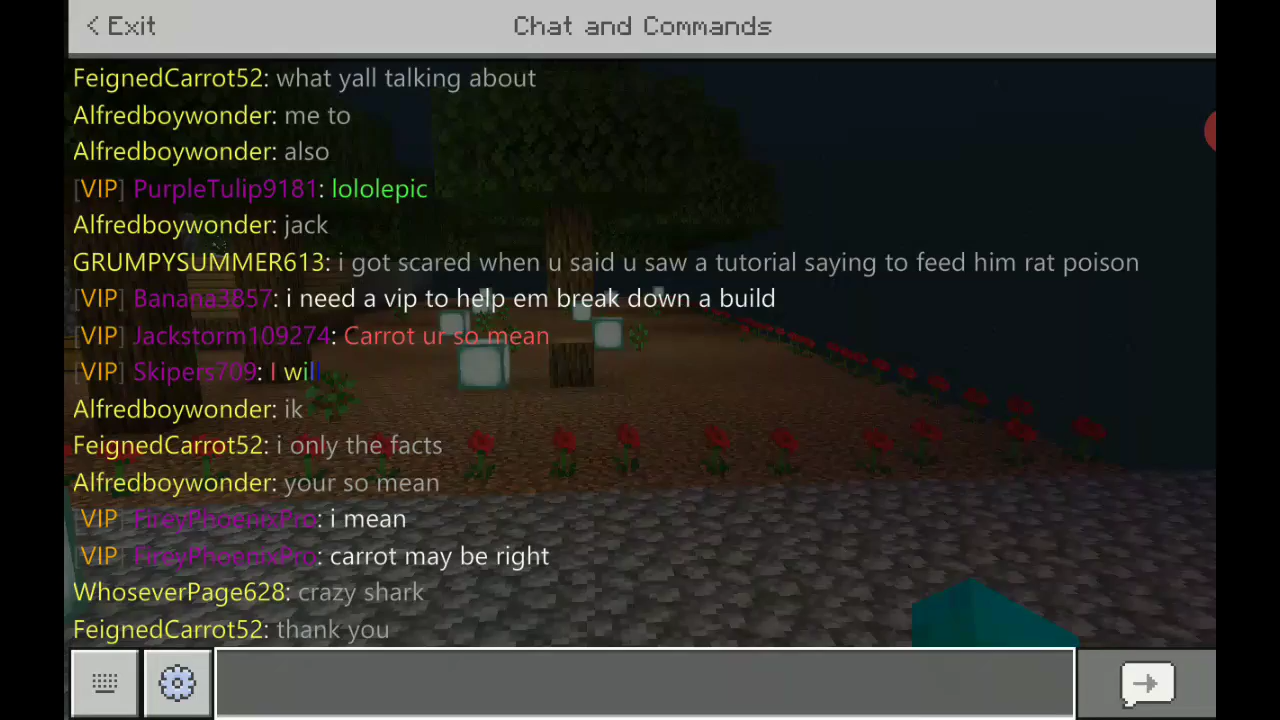 < Exit
Chat and Commands
FeignedCarrot52: what yall talking about
Alfredboywonder: me to
Alfredboywonder: also
[VIP] PurpleTulip9181: lololepic
Alfredboywonder: jack
GRUMPYSUMMER613: i got scared when u said u saw a tutorial saying to feed him rat poison
[VIP] Banana3857: i need a vip to help em break down a build
[VIP] Jackstorm109274: Carrot ur so mean
[VIP] Skipers709: I will
Alfredboywonder: ik
FeignedCarrot52: i only the facts
Alfredboywonder: your so mean
[VIP] FireyPhoenixPro: i mean
[VIP] FireyPhoenixPro: carrot may be right
WhoseverPage628: crazy shark
FeignedCarrot52: thank you